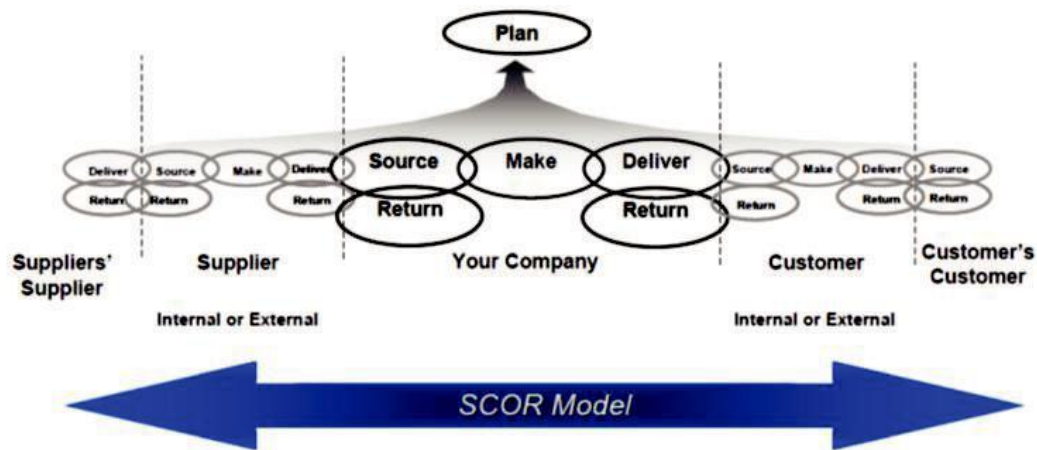 Plan
Deliver Source Make Deliver Source Make Deliver Source Make Deliver Source
Return Return Return Return Return Return Return Return
Suppliers' Supplier Your Company Customer Customer's
Supplier Customer
Internal or External Internal or External
SCOR Model